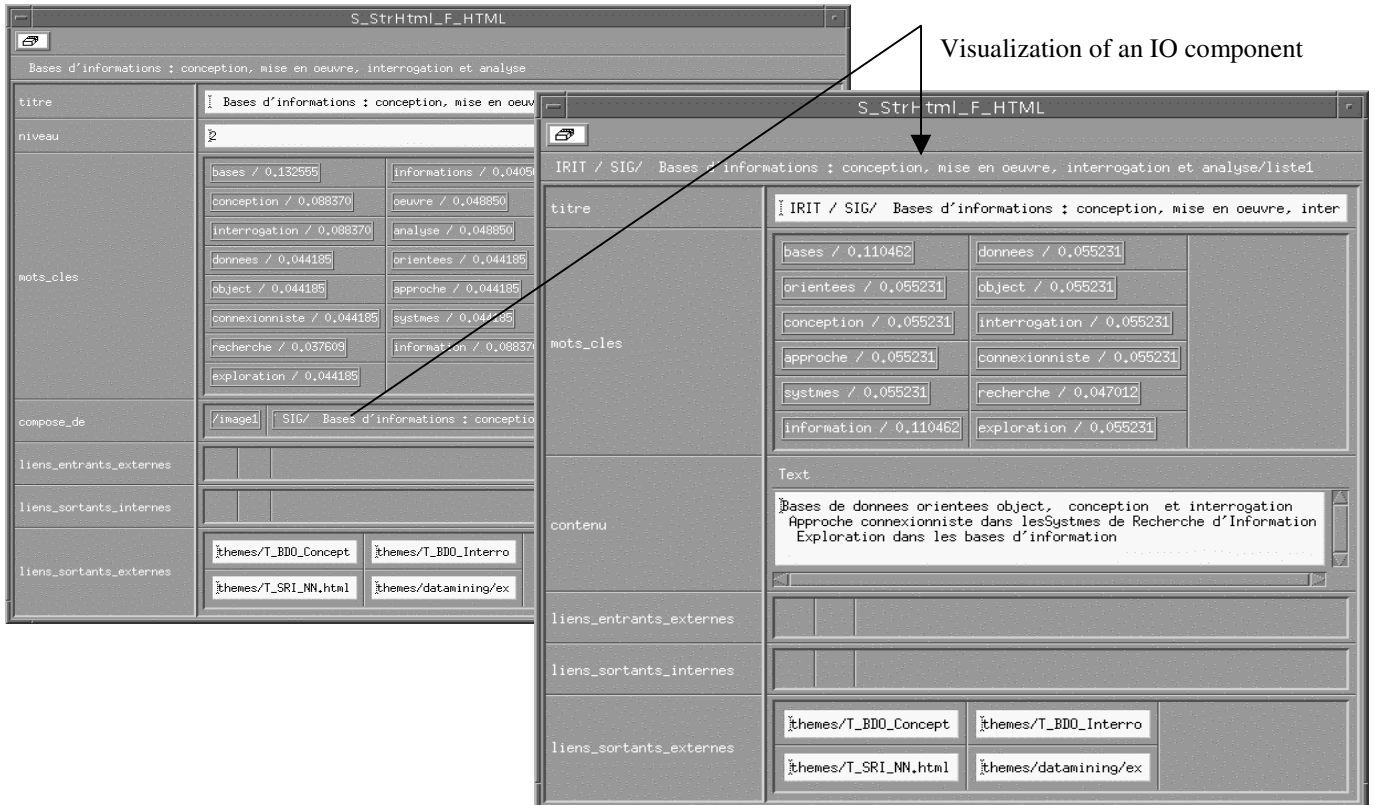 S_StrHtml_F_HTML
Bases d'informations : conception, mise en oeuvre, interrogation et analyse
titre
Bases d'informations : conception, mise en oeuv
niveau
2
mots_cles
bases / 0.132555
informations / 0.0405
conception / 0.088370
oeuvre / 0.048850
interrogation / 0.088370
analyse / 0.048850
donnees / 0.044185
orientees / 0.044185
object / 0.044185
approche / 0.044185
connexionniste / 0.044185
systmes / 0.044185
recherche / 0.037609
information / 0.08837
exploration / 0.044185
compose_de
/image1
SIG/ Bases d'informations : conceptio
liens_entrants_externes
liens_sortants_internes
liens_sortants_externes
themes/T_BDO_Concept
themes/T_BDO_Interro
themes/T_SRI_NN.html
themes/datamining/ex
Visualization of an IO component
S_StrHtml_F_HTML
IRIT / SIG/ Bases d'informations : conception, mise en oeuvre, interrogation et analyse/liste1
titre
IRIT / SIG/ Bases d'informations : conception, mise en oeuvre, inter
mots_cles
bases / 0.110462
donnees / 0.055231
orientees / 0.055231
object / 0.055231
conception / 0.055231
interrogation / 0.055231
approche / 0.055231
connexionniste / 0.055231
systmes / 0.055231
recherche / 0.047012
information / 0.110462
exploration / 0.055231
contenu
Text
Bases de donnees orientees object, conception et interrogation
Approche connexionniste dans lesSystmes de Recherche d'Information
Exploration dans les bases d'information
liens_entrants_externes
liens_sortants_internes
liens_sortants_externes
themes/T_BDO_Concept
themes/T_BDO_Interro
themes/T_SRI_NN.html
themes/datamining/ex